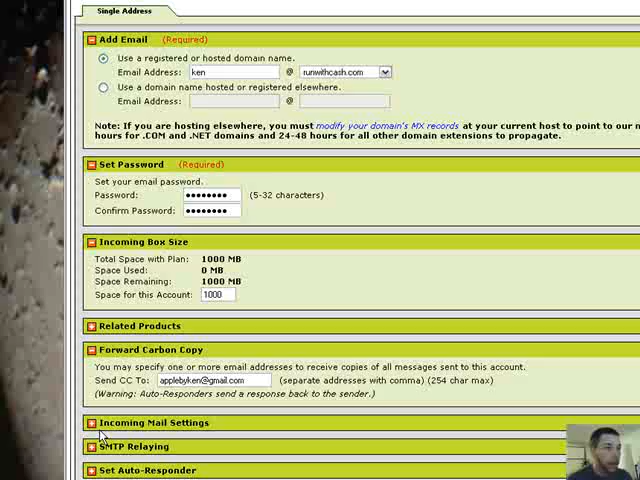 Single Address
Add Email (Required)
Use a registered or hosted domain name.
Email Address: ken @ runwithcash.com
Use a domain name hosted or registered elsewhere.
Email Address: @
Note: If you are hosting elsewhere, you must modify your domain's MX records at your current host to point to our m
hours for .COM and .NET domains and 24-48 hours for all other domain extensions to propagate.
Set Password (Required)
Set your email password.
Password: •••••••• (5-32 characters)
Confirm Password: ••••••••
Incoming Box Size
Total Space with Plan: 1000 MB
Space Used: 0 MB
Space Remaining: 1000 MB
Space for this Account: 1000
Related Products
Forward Carbon Copy
You may specify one or more email addresses to receive copies of all messages sent to this account.
Send CC To: applebyken@gmail.com (separate addresses with comma) (254 char max)
(Warning: Auto-Responders send a response back to the sender.)
Incoming Mail Settings
SMTP Relaying
Set Auto-Responder